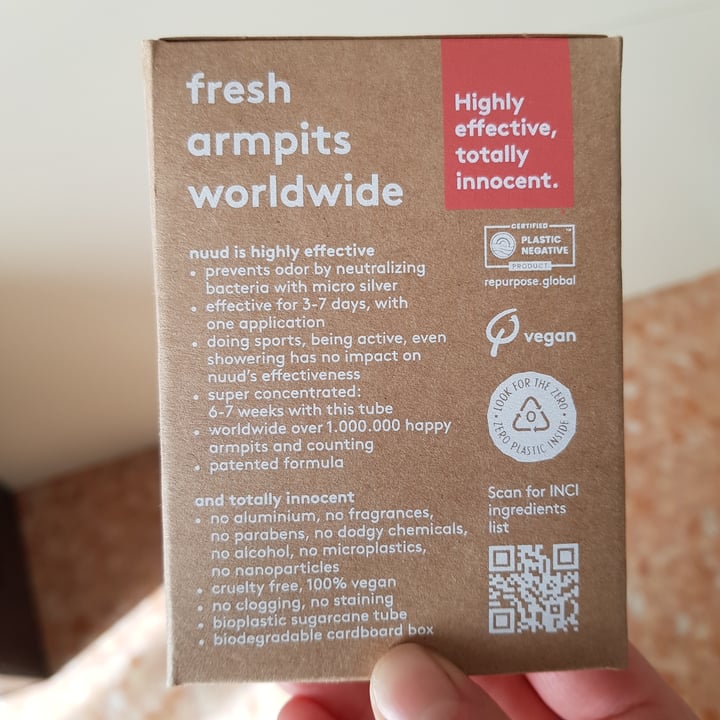 fresh
armpits
worldwide
nuud is highly effective
• prevents odor by neutralizing
bacteria with micro silver
• effective for 3-7 days, with
one application
• doing sports, being active, even
showering has no impact on
nuud's effectiveness
• super concentrated:
6-7 weeks with this tube
• worldwide over 1.000.000 happy
armpits and counting
• patented formula
and totally innocent
• no aluminium, no fragrances,
no parabens, no dodgy chemicals,
no alcohol, no microplastics,
no nanoparticles
• cruelty free, 100% vegan
• no clogging, no staining
• bioplastic sugarcane tube
• biodegradable cardboard box
Highly
effective,
totally
innocent.
CERTIFIED
PLASTIC
NEGATIVE™
PRODUCT
repurpose.global
vegan
• LOOK FOR THE ZERO •
0
ZERO PLASTIC INSIDE
Scan for INCI
ingredients
list